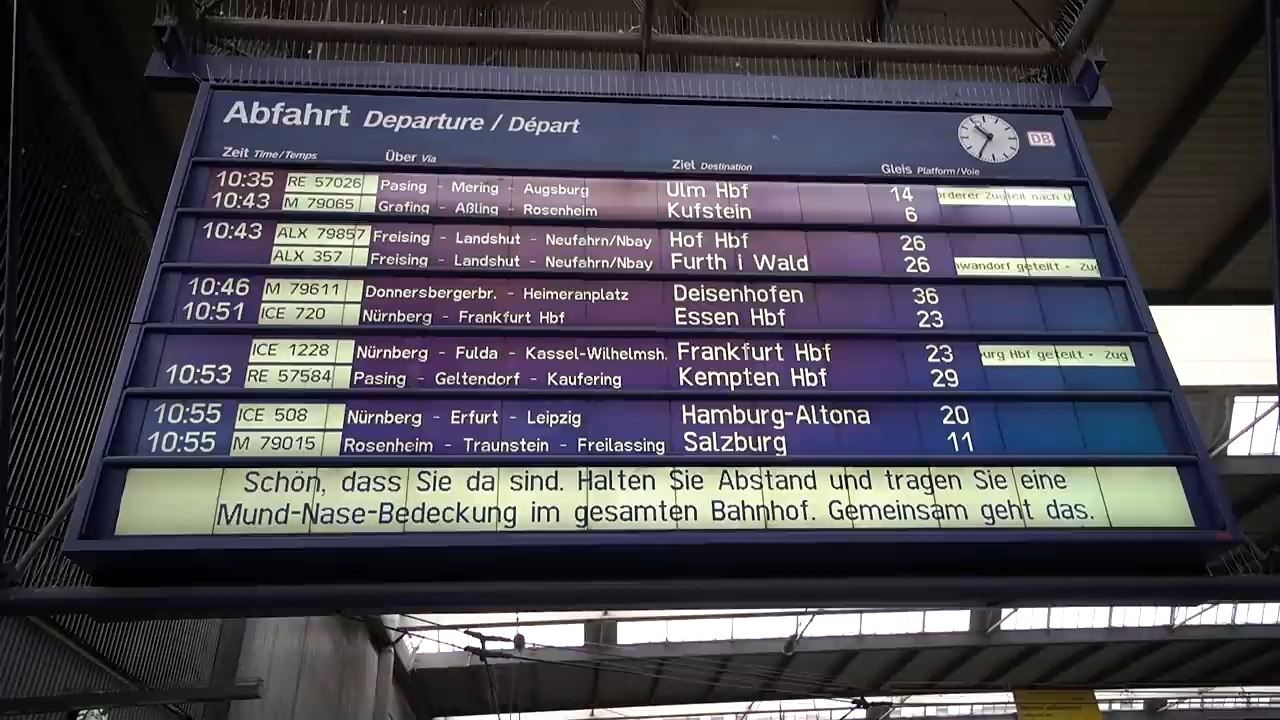 Abfahrt Departure / Départ
DB
Zeit Time/Temps Über Via Ziel Destination Gleis Platform/Voie
10:35 RE 57026 Pasing - Mering - Augsburg Ulm Hbf 14 rderer Zugteil nach U
10:43 M 79065 Grafing - Aßling - Rosenheim Kufstein 6
10:43 ALX 79857 Freising - Landshut - Neufahrn/Nbay Hof Hbf 26
ALX 357 Freising - Landshut - Neufahrn/Nbay Furth i Wald 26 wandorf geteilt - Zug
10:46 M 79611 Donnersbergerbr. - Heimeranplatz Deisenhofen 36
10:51 ICE 720 Nürnberg - Frankfurt Hbf Essen Hbf 23
ICE 1228 Nürnberg - Fulda - Kassel-Wilhelmsh. Frankfurt Hbf 23 urg Hbf geteilt - Zug
10:53 RE 57584 Pasing - Geltendorf - Kaufering Kempten Hbf 29
10:55 ICE 508 Nürnberg - Erfurt - Leipzig Hamburg-Altona 20
10:55 M 79015 Rosenheim - Traunstein - Freilassing Salzburg 11
Schön, dass Sie da sind. Halten Sie Abstand und tragen Sie eine
Mund-Nase-Bedeckung im gesamten Bahnhof. Gemeinsam geht das.